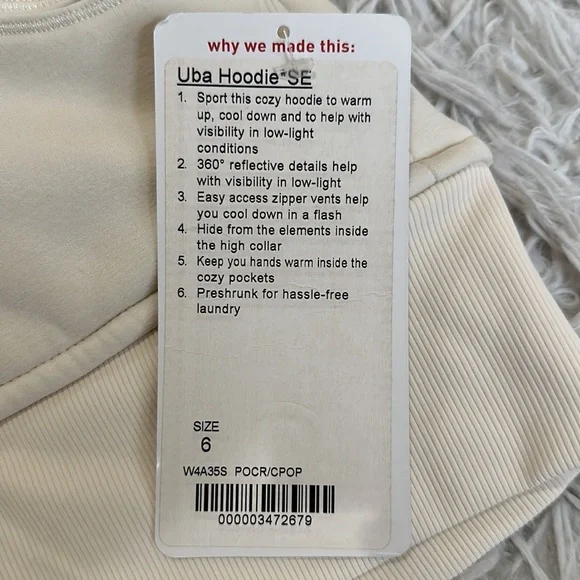 why we made this:
Uba Hoodie*SE
1. Sport this cozy hoodie to warm
up, cool down and to help with
visibility in low-light
conditions
2. 360° reflective details help
with visibility in low-light
3. Easy access zipper vents help
you cool down in a flash
4. Hide from the elements inside
the high collar
5. Keep you hands warm inside the
cozy pockets
6. Preshrunk for hassle-free
laundry
SIZE
6
W4A35S POCR/CPOP
000003472679